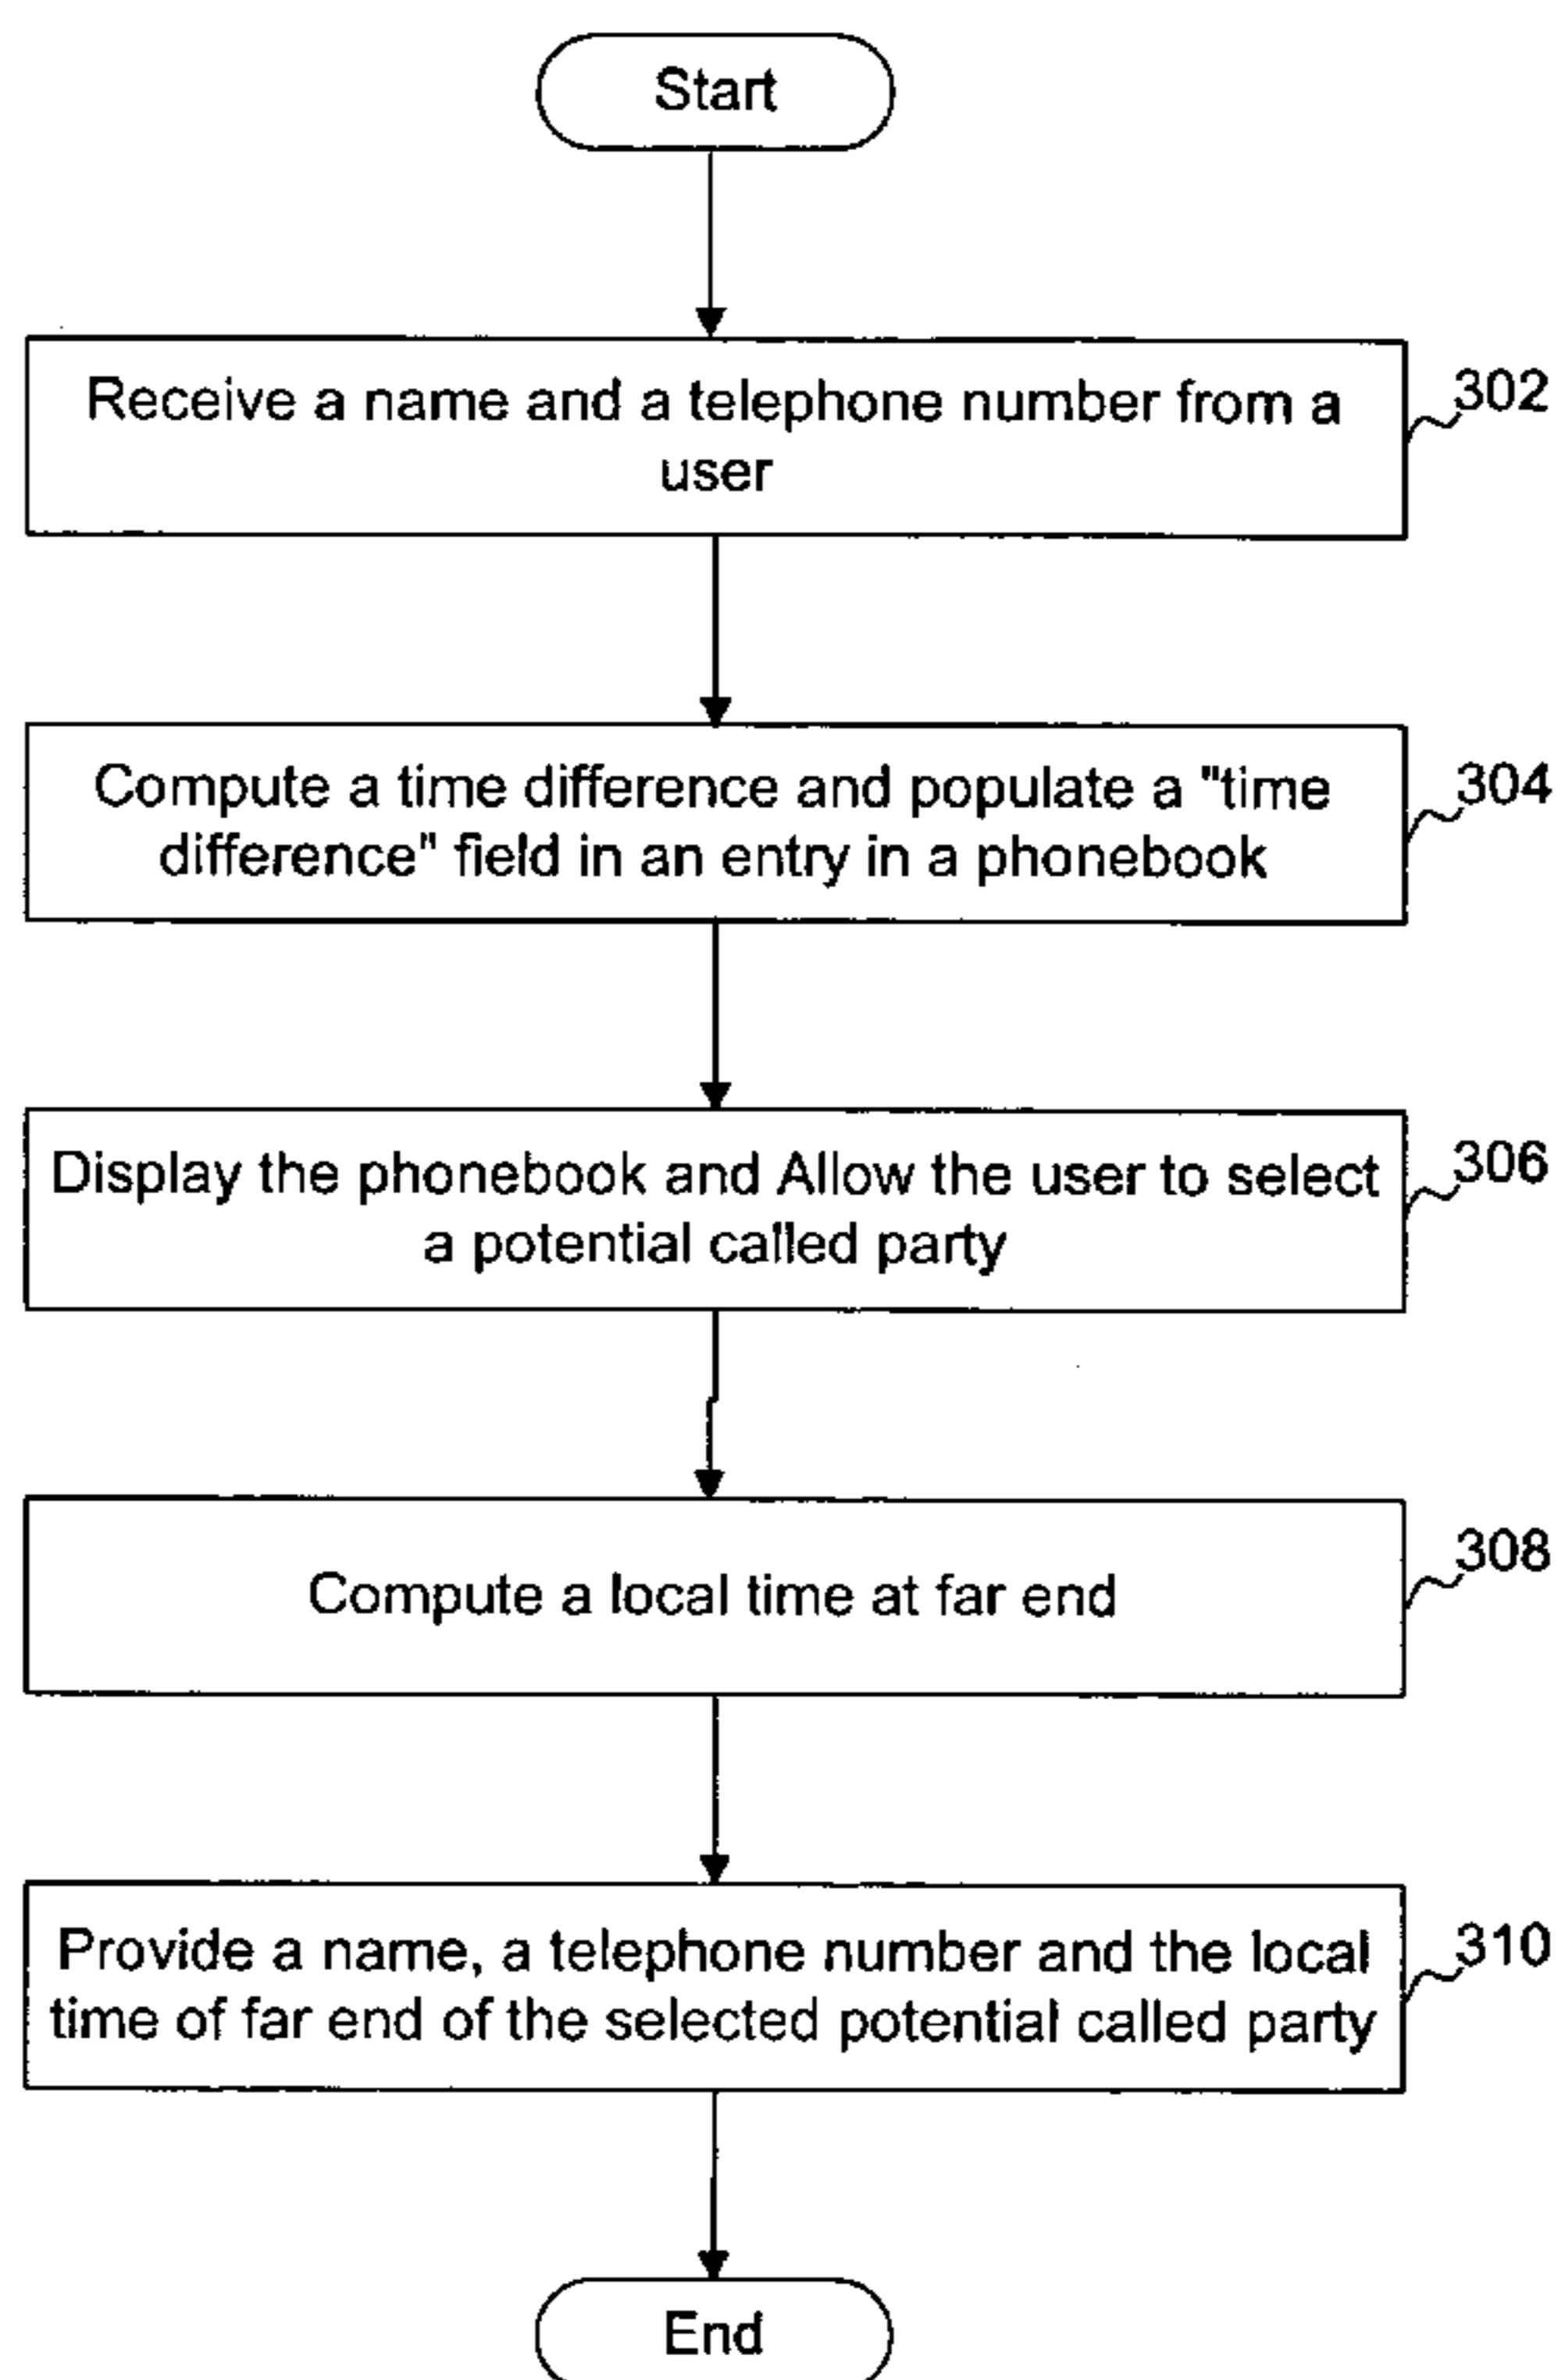 Start
Receive a name and a telephone number from a
user
302
Compute a time difference and populate a "time
difference" field in an entry in a phonebook
304
Display the phonebook and Allow the user to select
a potential called party
306
Compute a local time at far end
308
Provide a name, a telephone number and the local
time of far end of the selected potential called party
310
End